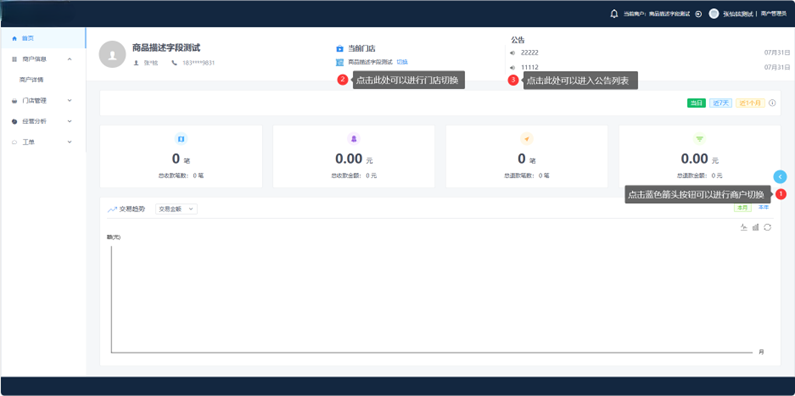 当前商户: 商品描述字段测试
张加琪测试 | 商户管理员
首页
商户信息
商户详情
门店管理
经营分析
工单
商品描述字段测试
183****9831
当前门店
商品描述字段测试 切换
② 点击此处可以进行门店切换
公告
22222 07月31日
11112 07月31日
③ 点击此处可以进入公告列表
当日 近7天 近1个月
0 笔
总收款笔数: 0 笔
0.00 元
总收款金额: 0 元
0 笔
总退款笔数: 0 笔
0.00 元
总退款金额: 0 元
点击蓝色箭头按钮可以进行商户切换 ①
交易趋势 交易金额
本月 本年
额(元)
月